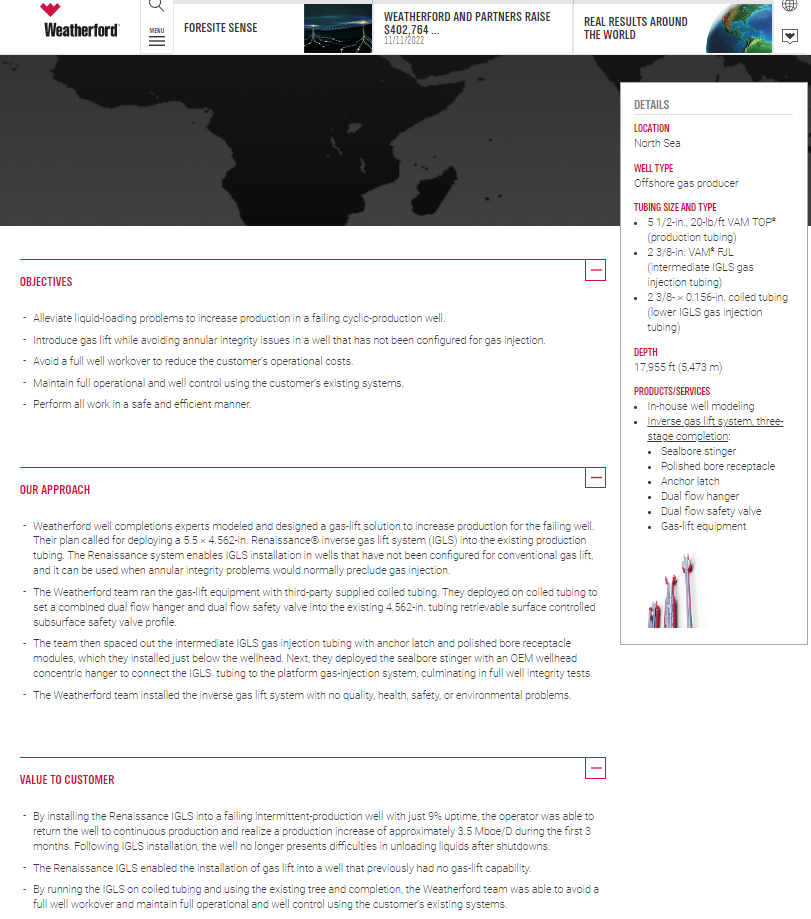 Weatherford
MENU
FORESITE SENSE
WEATHERFORD AND PARTNERS RAISE
$402,764 ...
11/11/2022
REAL RESULTS AROUND
THE WORLD
DETAILS
LOCATION
North Sea
WELL TYPE
Offshore gas producer
TUBING SIZE AND TYPE
• 5 1/2-in., 20-lb/ft VAM TOP®
(production tubing)
• 2 3/8-in. VAM® FJL
(intermediate IGLS gas
injection tubing)
• 2 3/8- × 0.156-in. coiled tubing
(lower IGLS gas injection
tubing)
DEPTH
17,955 ft (5,473 m)
PRODUCTS/SERVICES
• In-house well modeling
• Inverse gas lift system, three-
stage completion:
• Sealbore stinger
• Polished bore receptacle
• Anchor latch
• Dual flow hanger
• Dual flow safety valve
• Gas-lift equipment
OBJECTIVES
- Alleviate liquid-loading problems to increase production in a failing cyclic-production well.
- Introduce gas lift while avoiding annular integrity issues in a well that has not been configured for gas injection.
- Avoid a full well workover to reduce the customer's operational costs.
- Maintain full operational and well control using the customer's existing systems.
- Perform all work in a safe and efficient manner.
OUR APPROACH
- Weatherford well completions experts modeled and designed a gas-lift solution to increase production for the failing well.
Their plan called for deploying a 5.5 × 4.562-in. Renaissance® inverse gas lift system (IGLS) into the existing production
tubing. The Renaissance system enables IGLS installation in wells that have not been configured for conventional gas lift,
and it can be used when annular integrity problems would normally preclude gas injection.
- The Weatherford team ran the gas-lift equipment with third-party supplied coiled tubing. They deployed on coiled tubing to
set a combined dual flow hanger and dual flow safety valve into the existing 4.562-in. tubing retrievable surface controlled
subsurface safety valve profile.
- The team then spaced out the intermediate IGLS gas injection tubing with anchor latch and polished bore receptacle
modules, which they installed just below the wellhead. Next, they deployed the sealbore stinger with an OEM wellhead
concentric hanger to connect the IGLS tubing to the platform gas-injection system, culminating in full well integrity tests.
- The Weatherford team installed the inverse gas lift system with no quality, health, safety, or environmental problems.
VALUE TO CUSTOMER
- By installing the Renaissance IGLS into a failing intermittent-production well with just 9% uptime, the operator was able to
return the well to continuous production and realize a production increase of approximately 3.5 Mboe/D during the first 3
months. Following IGLS installation, the well no longer presents difficulties in unloading liquids after shutdowns.
- The Renaissance IGLS enabled the installation of gas lift into a well that previously had no gas-lift capability.
- By running the IGLS on coiled tubing and using the existing tree and completion, the Weatherford team was able to avoid a
full well workover and maintain full operational and well control using the customer's existing systems.